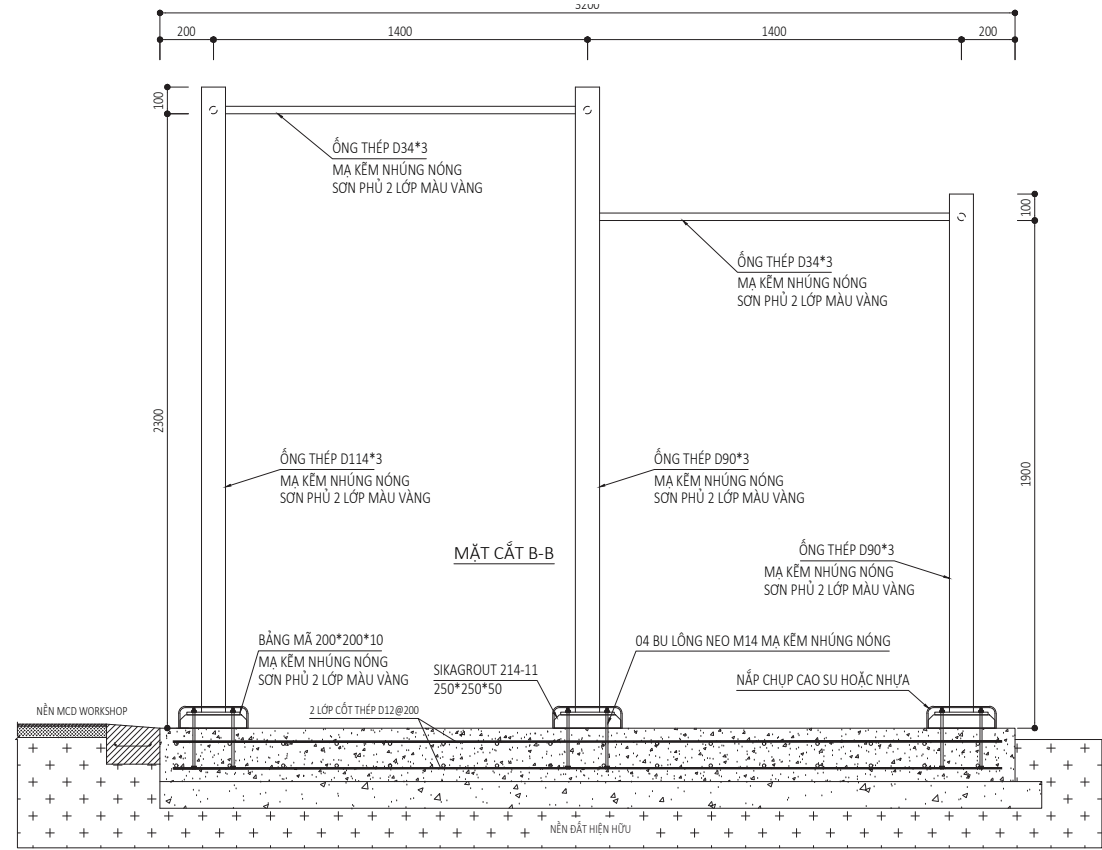 3200
200
1400
1400
200
100
ỐNG THÉP D34*3
MẠ KẼM NHÚNG NÓNG
SƠN PHỦ 2 LỚP MÀU VÀNG
100
ỐNG THÉP D34*3
MẠ KẼM NHÚNG NÓNG
SƠN PHỦ 2 LỚP MÀU VÀNG
2300
ỐNG THÉP D114*3
MẠ KẼM NHÚNG NÓNG
SƠN PHỦ 2 LỚP MÀU VÀNG
ỐNG THÉP D90*3
MẠ KẼM NHÚNG NÓNG
SƠN PHỦ 2 LỚP MÀU VÀNG
1900
MẶT CẮT B-B
ỐNG THÉP D90*3
MẠ KẼM NHÚNG NÓNG
SƠN PHỦ 2 LỚP MÀU VÀNG
BẢNG MÃ 200*200*10
MẠ KẼM NHÚNG NÓNG
SƠN PHỦ 2 LỚP MÀU VÀNG
SIKAGROUT 214-11
250*250*50
04 BU LÔNG NEO M14 MẠ KẼM NHÚNG NÓNG
NẮP CHỤP CAO SU HOẶC NHỰA
NỀN MCD WORKSHOP
2 LỚP CỐT THÉP D12@200
NỀN ĐẤT HIỆN HỮU